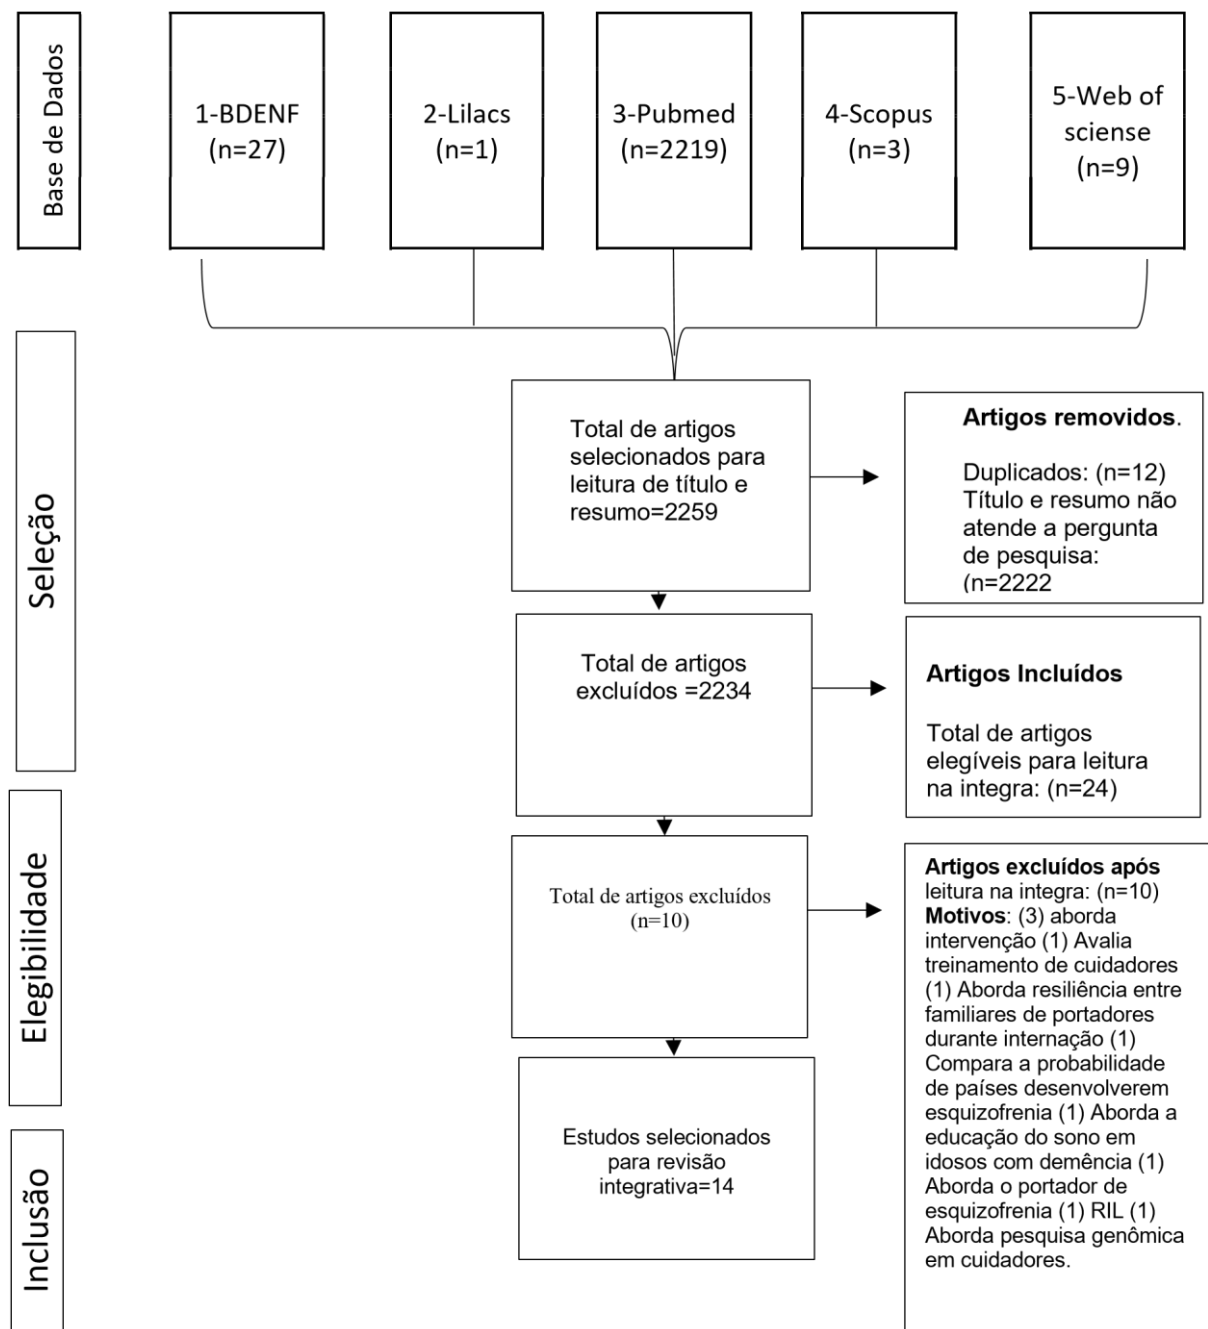 Base de Dados
1-BDENF
(n=27)
2-Lilacs
(n=1)
3-Pubmed
(n=2219)
4-Scopus
(n=3)
5-Web of
sciense
(n=9)
Seleção
Total de artigos
selecionados para
leitura de título e
resumo=2259
Artigos removidos.
Duplicados: (n=12)
Título e resumo não
atende a pergunta
de pesquisa:
(n=2222
Total de artigos
excluídos =2234
Artigos Incluídos
Total de artigos
elegíveis para leitura
na integra: (n=24)
Elegibilidade
Total de artigos excluídos
(n=10)
Artigos excluídos após
leitura na integra: (n=10)
Motivos: (3) aborda
intervenção (1) Avalia
treinamento de cuidadores
(1) Aborda resiliência entre
familiares de portadores
durante internação (1)
Compara a probabilidade
de países desenvolverem
esquizofrenia (1) Aborda a
educação do sono em
idosos com demência (1)
Aborda o portador de
esquizofrenia (1) RIL (1)
Aborda pesquisa genômica
em cuidadores.
Inclusão
Estudos selecionados
para revisão
integrativa=14